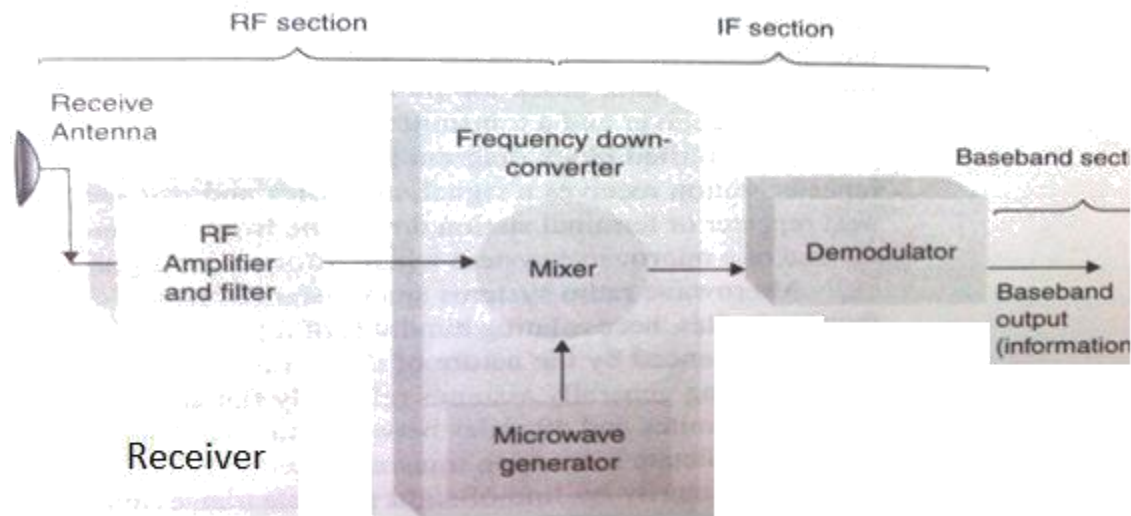 RF section
IF section
Receive
Antenna
Frequency down-
converter
Baseband secti
RF
Amplifier
and filter
Mixer
Demodulator
Baseband
output
(information
Microwave
generator
Receiver